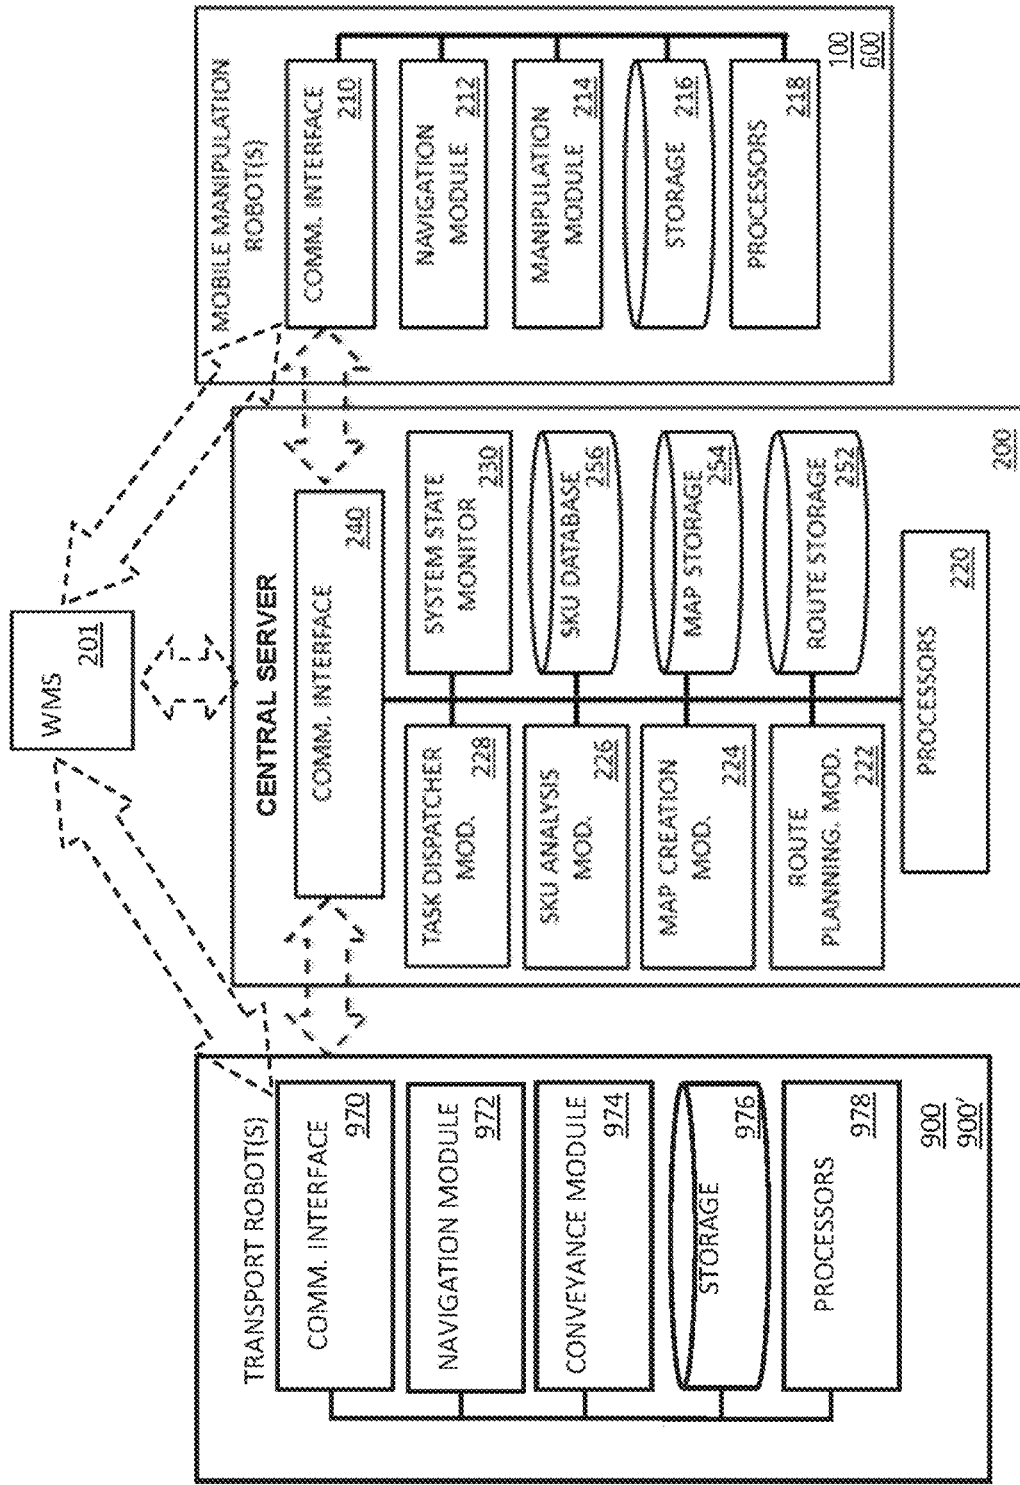 WMS
201
TRANSPORT ROBOT(S)
COMM. INTERFACE
970
NAVIGATION MODULE
972
CONVEYANCE MODULE
974
STORAGE
976
PROCESSORS
978
900
900'
CENTRAL SERVER
COMM. INTERFACE
240
TASK DISPATCHER
MOD.
228
SYSTEM STATE
MONITOR
230
SKU ANALYSIS
MOD.
226
SKU DATABASE
256
MAP CREATION
MOD.
224
MAP STORAGE
254
ROUTE
PLANNING. MOD.
222
ROUTE STORAGE
252
PROCESSORS
220
200
MOBILE MANIPULATION
ROBOT(S)
COMM. INTERFACE
210
NAVIGATION
MODULE
212
MANIPULATION
MODULE
214
STORAGE
216
PROCESSORS
218
100
600